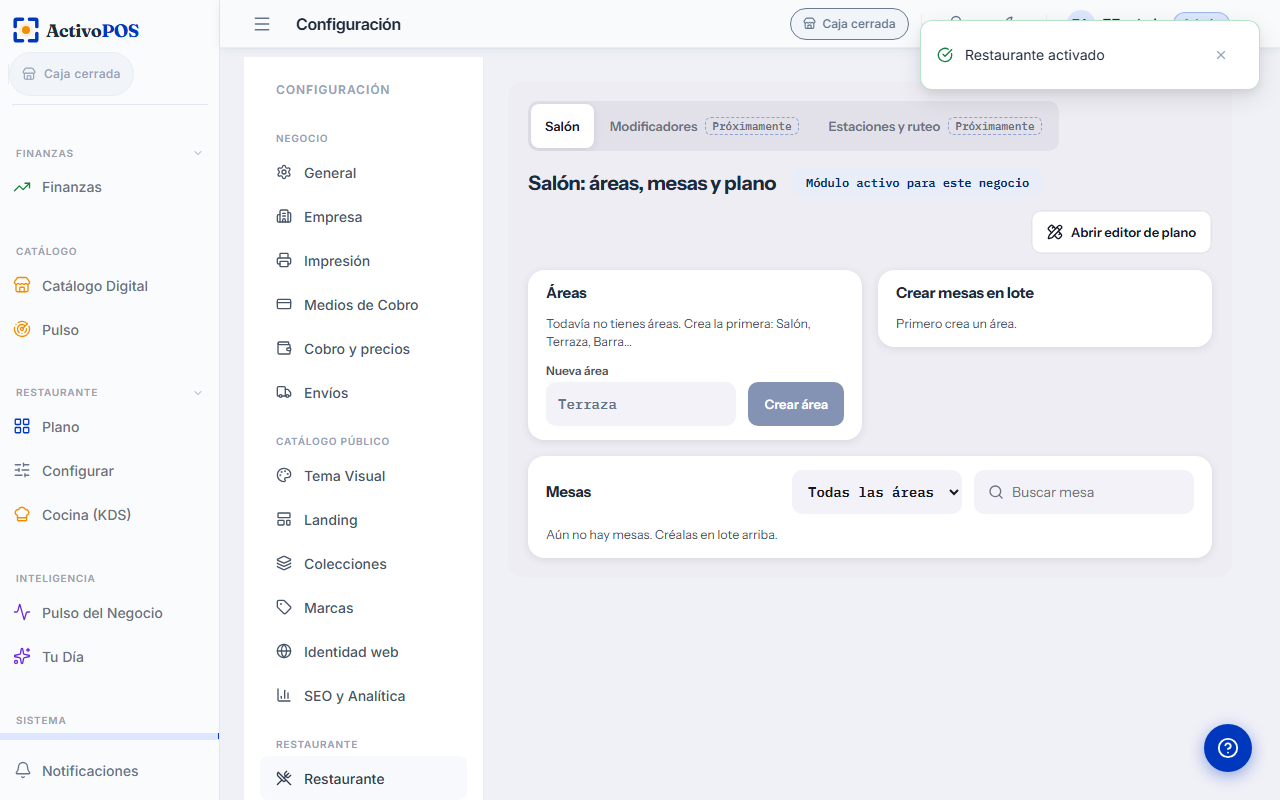 ActivoPOS
Caja cerrada
FINANZAS
Finanzas
CATÁLOGO
Catálogo Digital
Pulso
RESTAURANTE
Plano
Configurar
Cocina (KDS)
INTELIGENCIA
Pulso del Negocio
Tu Día
SISTEMA
Notificaciones
Configuración
Caja cerrada
Restaurante activado
CONFIGURACIÓN
NEGOCIO
General
Empresa
Impresión
Medios de Cobro
Cobro y precios
Envíos
CATÁLOGO PÚBLICO
Tema Visual
Landing
Colecciones
Marcas
Identidad web
SEO y Analítica
RESTAURANTE
Restaurante
Salón
Modificadores Próximamente
Estaciones y ruteo Próximamente
Salón: áreas, mesas y plano
Módulo activo para este negocio
Abrir editor de plano
Áreas
Todavía no tienes áreas. Crea la primera: Salón,
Terraza, Barra...
Nueva área
Terraza
Crear área
Crear mesas en lote
Primero crea un área.
Mesas
Todas las áreas
Buscar mesa
Aún no hay mesas. Créalas en lote arriba.